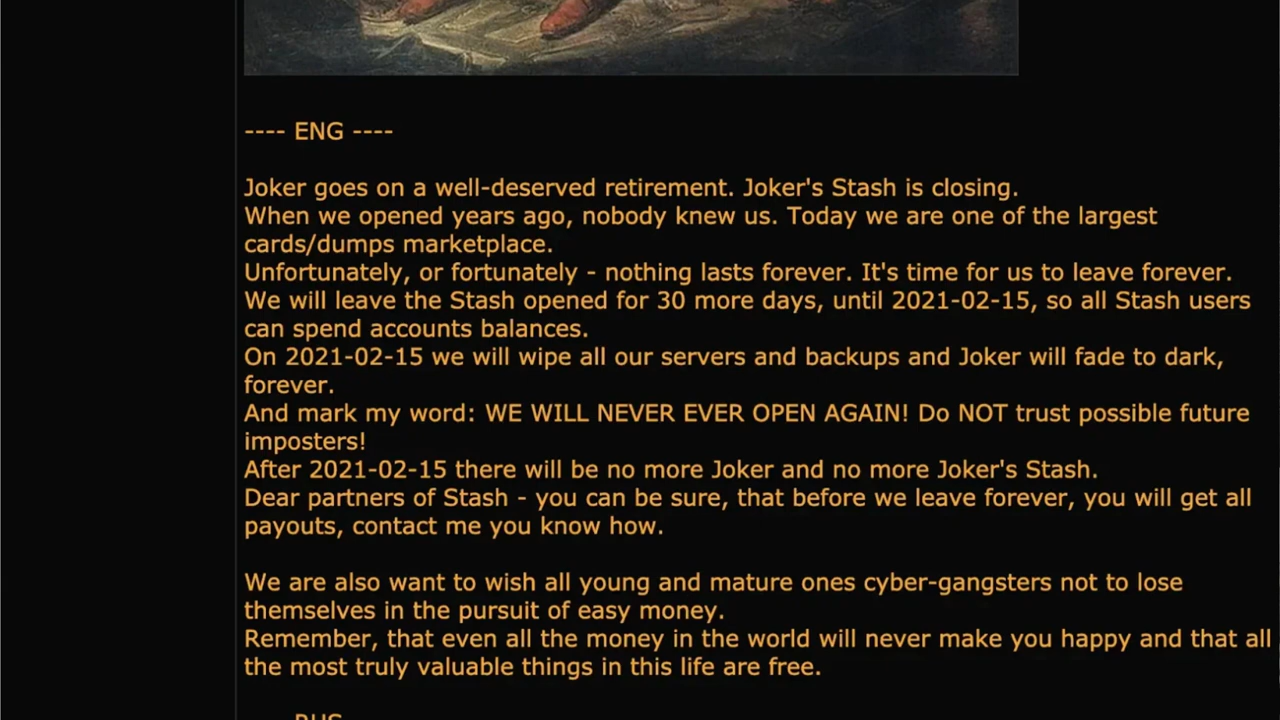 ---- ENG ----
Joker goes on a well-deserved retirement. Joker's Stash is closing.
When we opened years ago, nobody knew us. Today we are one of the largest
cards/dumps marketplace.
Unfortunately, or fortunately - nothing lasts forever. It's time for us to leave forever.
We will leave the Stash opened for 30 more days, until 2021-02-15, so all Stash users
can spend accounts balances.
On 2021-02-15 we will wipe all our servers and backups and Joker will fade to dark,
forever.
And mark my word: WE WILL NEVER EVER OPEN AGAIN! Do NOT trust possible future
imposters!
After 2021-02-15 there will be no more Joker and no more Joker's Stash.
Dear partners of Stash - you can be sure, that before we leave forever, you will get all
payouts, contact me you know how.
We are also want to wish all young and mature ones cyber-gangsters not to lose
themselves in the pursuit of easy money.
Remember, that even all the money in the world will never make you happy and that all
the most truly valuable things in this life are free.